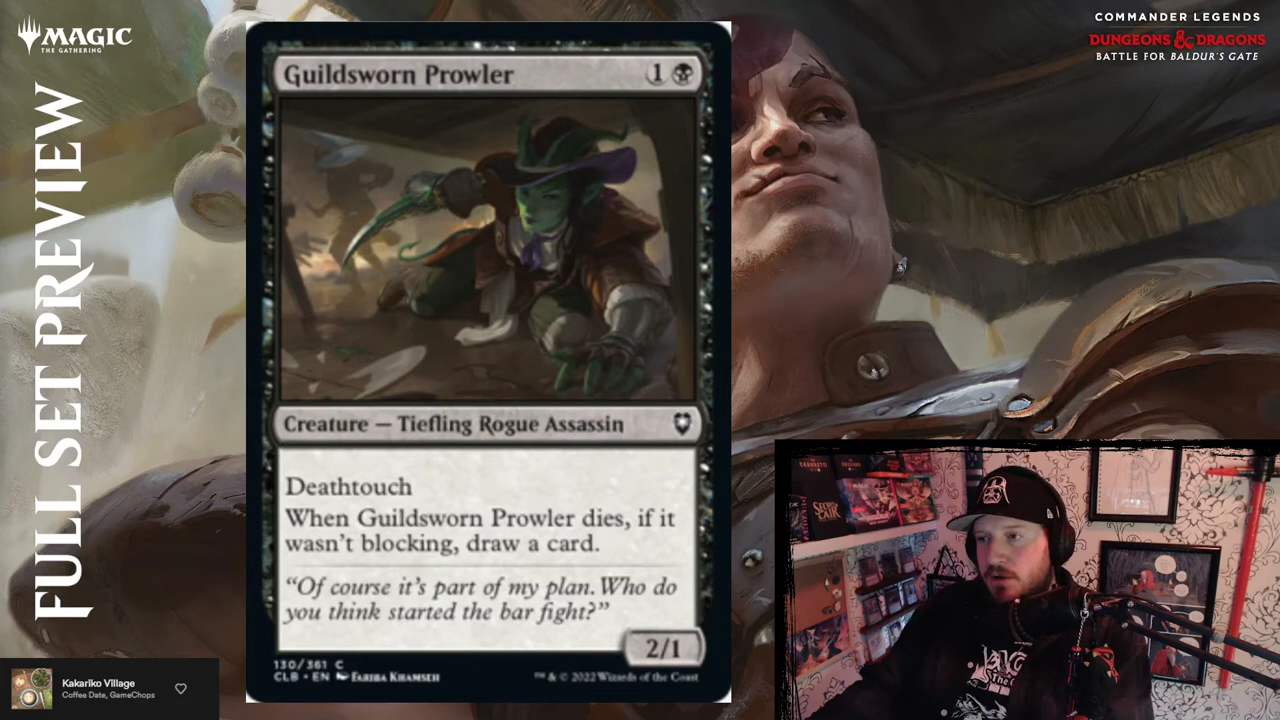 MAGIC
THE GATHERING
FULL SET PREVIEW
COMMANDER LEGENDS
DUNGEONS & DRAGONS
BATTLE FOR BALDUR'S GATE
Guildsworn Prowler
1
Creature — Tiefling Rogue Assassin
Deathtouch
When Guildsworn Prowler dies, if it
wasn't blocking, draw a card.
"Of course it's part of my plan. Who do
you think started the bar fight?"
2/1
130/361 C
CLB • EN FARIBA KHAMSEH
™ & © 2022 Wizards of the Coast
Kakariko Village
Coffee Date, GameChops
SECRET
LAIR